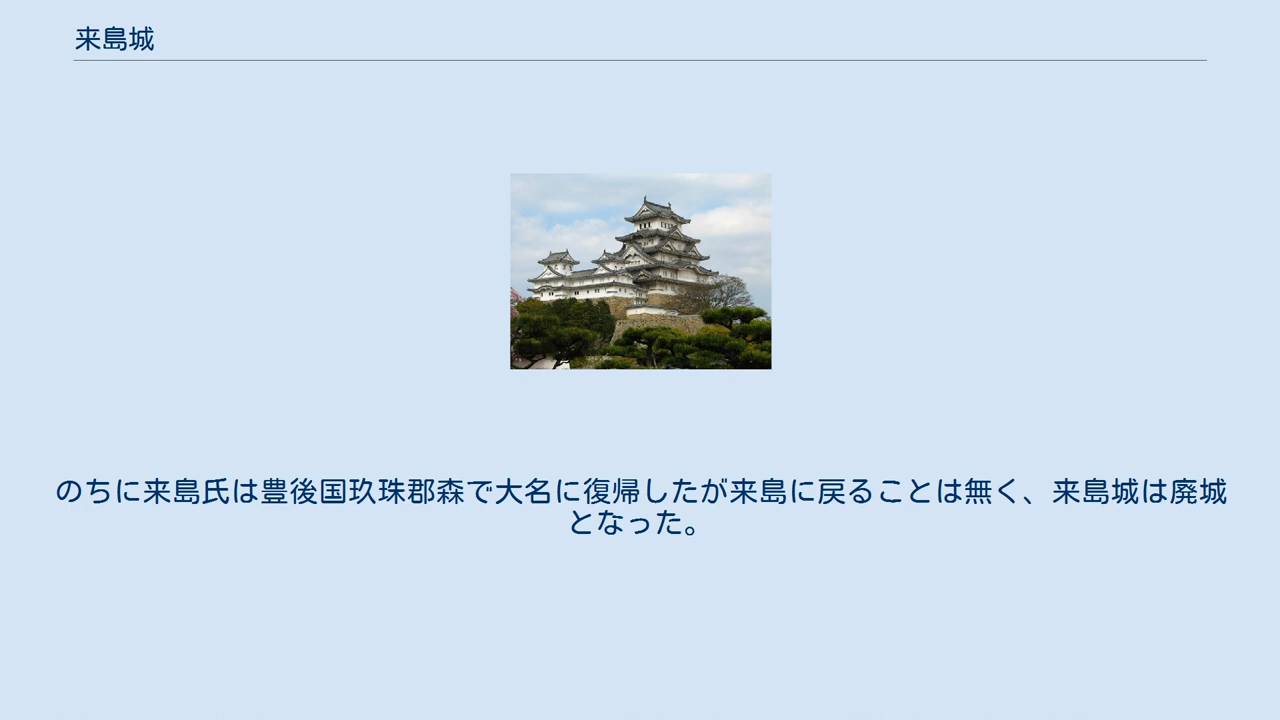 来島城
のちに来島氏は豊後国玖珠郡森で大名に復帰したが来島に戻ることは無く、来島城は廃城
となった。